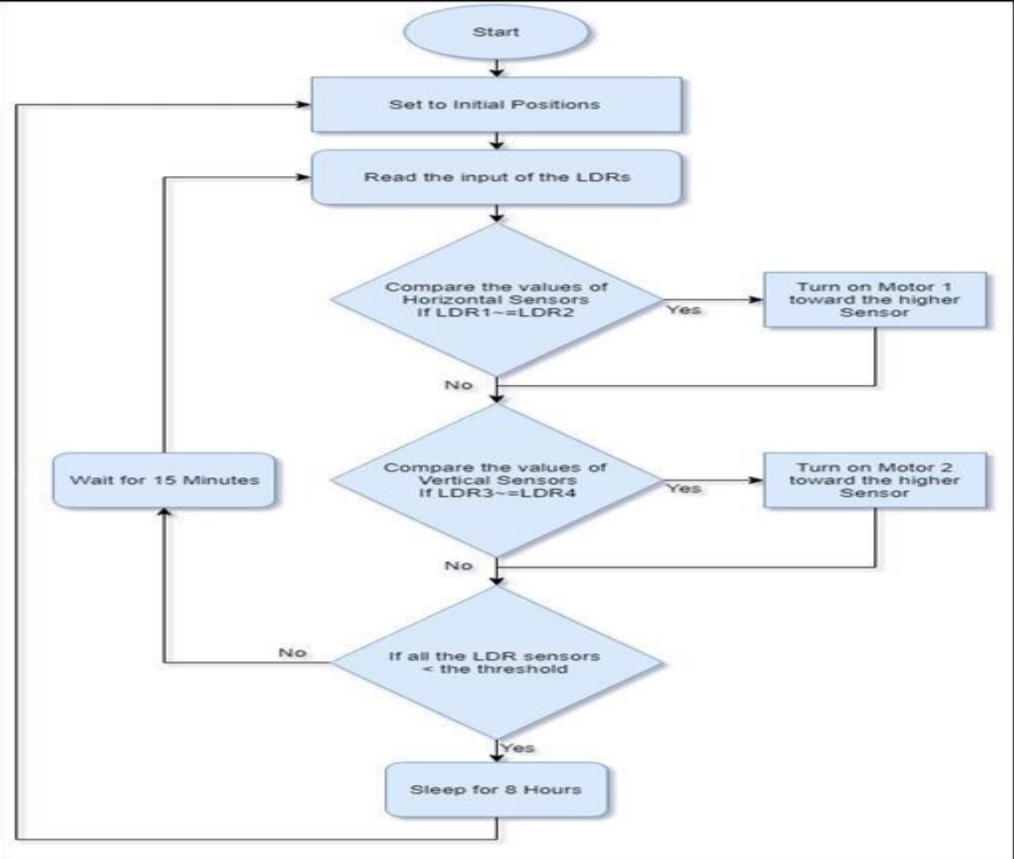 Start
Set to Initial Positions
Read the input of the LDRs
Compare the values of
Horizontal Sensors
If LDR1~=LDR2
Yes
Turn on Motor 1
toward the higher
Sensor
No
Compare the values of
Vertical Sensors
If LDR3~=LDR4
Yes
Turn on Motor 2
toward the higher
Sensor
Wait for 15 Minutes
No
If all the LDR sensors
< the threshold
No
Yes
Sleep for 8 Hours